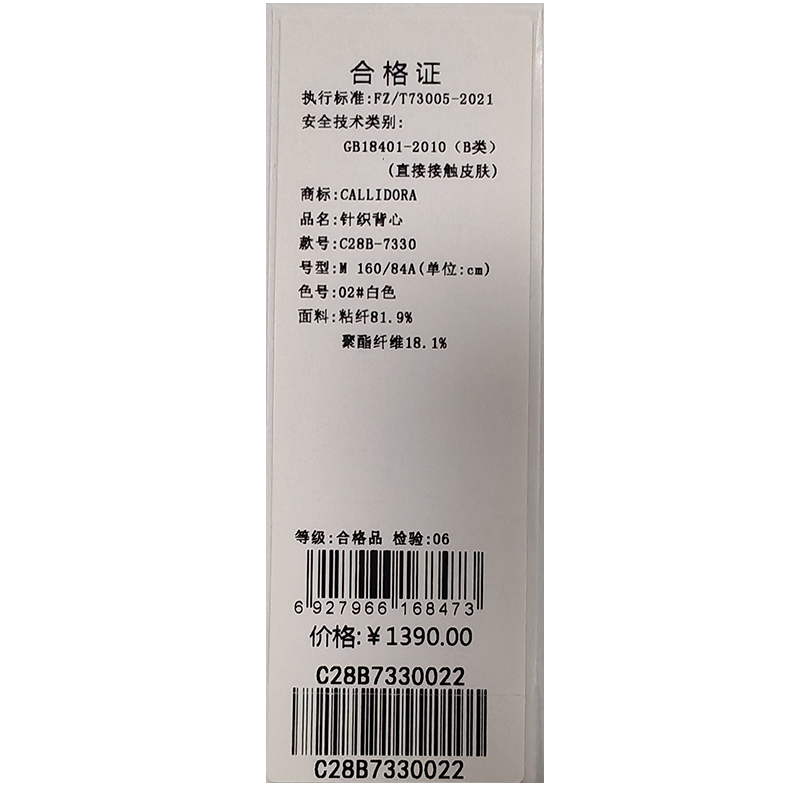 合格证
执行标准:FZ/T73005-2021
安全技术类别:
GB18401-2010（B类）
(直接接触皮肤)
商标:CALLIDORA
品名:针织背心
款号:C28B-7330
号型:M 160/84A(单位:cm)
色号:02#白色
面料:粘纤81.9%
聚酯纤维18.1%
等级:合格品 检验:06
6 927966 168473
价格:￥1390.00
C28B7330022
C28B7330022